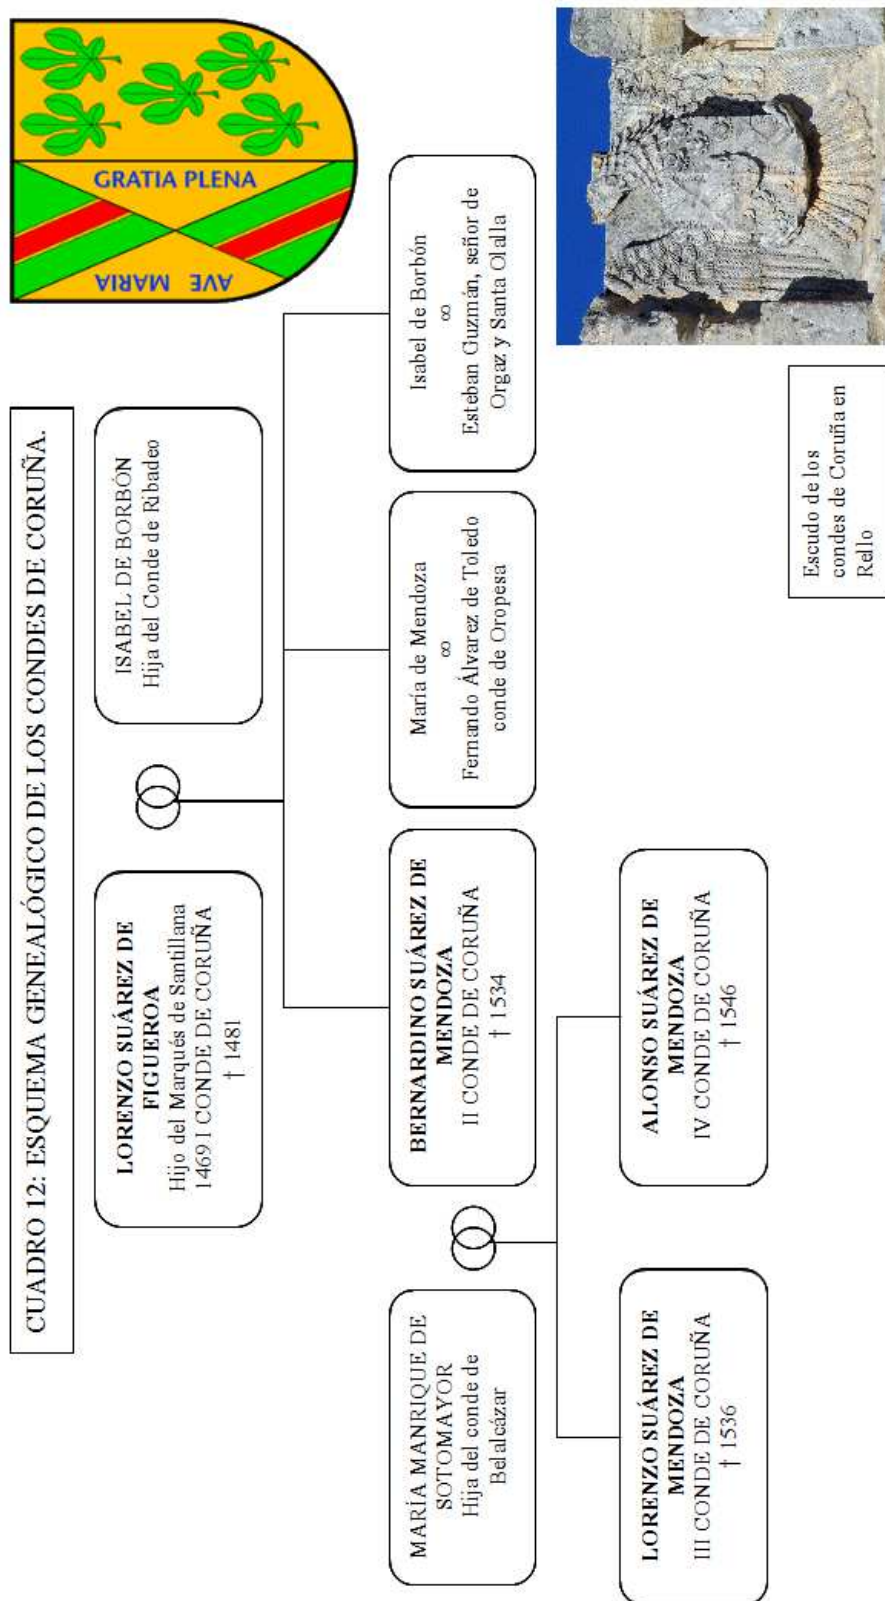 CUADRO 12: ESQUEMA GENEALÓGICO DE LOS CONDES DE CORUÑA.
AVE MARIA
GRATIA PLENA
LORENZO SUÁREZ DE
FIGUEROA
Hijo del Marqués de Santillana
1469 I CONDE DE CORUÑA
† 1481
ISABEL DE BORBÓN
Hija del Conde de Ribadeo
MARÍA MANRIQUE DE
SOTOMAYOR
Hija del conde de
Belalcázar
BERNARDINO SUÁREZ DE
MENDOZA
II CONDE DE CORUÑA
† 1534
María de Mendoza
∞
Fernando Álvarez de Toledo
conde de Oropesa
Isabel de Borbón
∞
Esteban Guzmán, señor de
Orgaz y Santa Olalla
LORENZO SUÁREZ DE
MENDOZA
III CONDE DE CORUÑA
† 1536
ALONSO SUÁREZ DE
MENDOZA
IV CONDE DE CORUÑA
† 1546
Escudo de los
condes de Coruña en
Rello